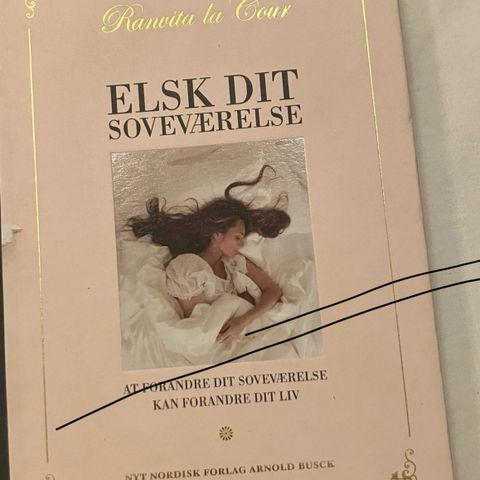 Ranvita la Cour
ELSK DIT
SOVEVÆRELSE
AT FORANDRE DIT SOVEVÆRELSE
KAN FORANDRE DIT LIV
NYT NORDISK FORLAG ARNOLD BUSCK